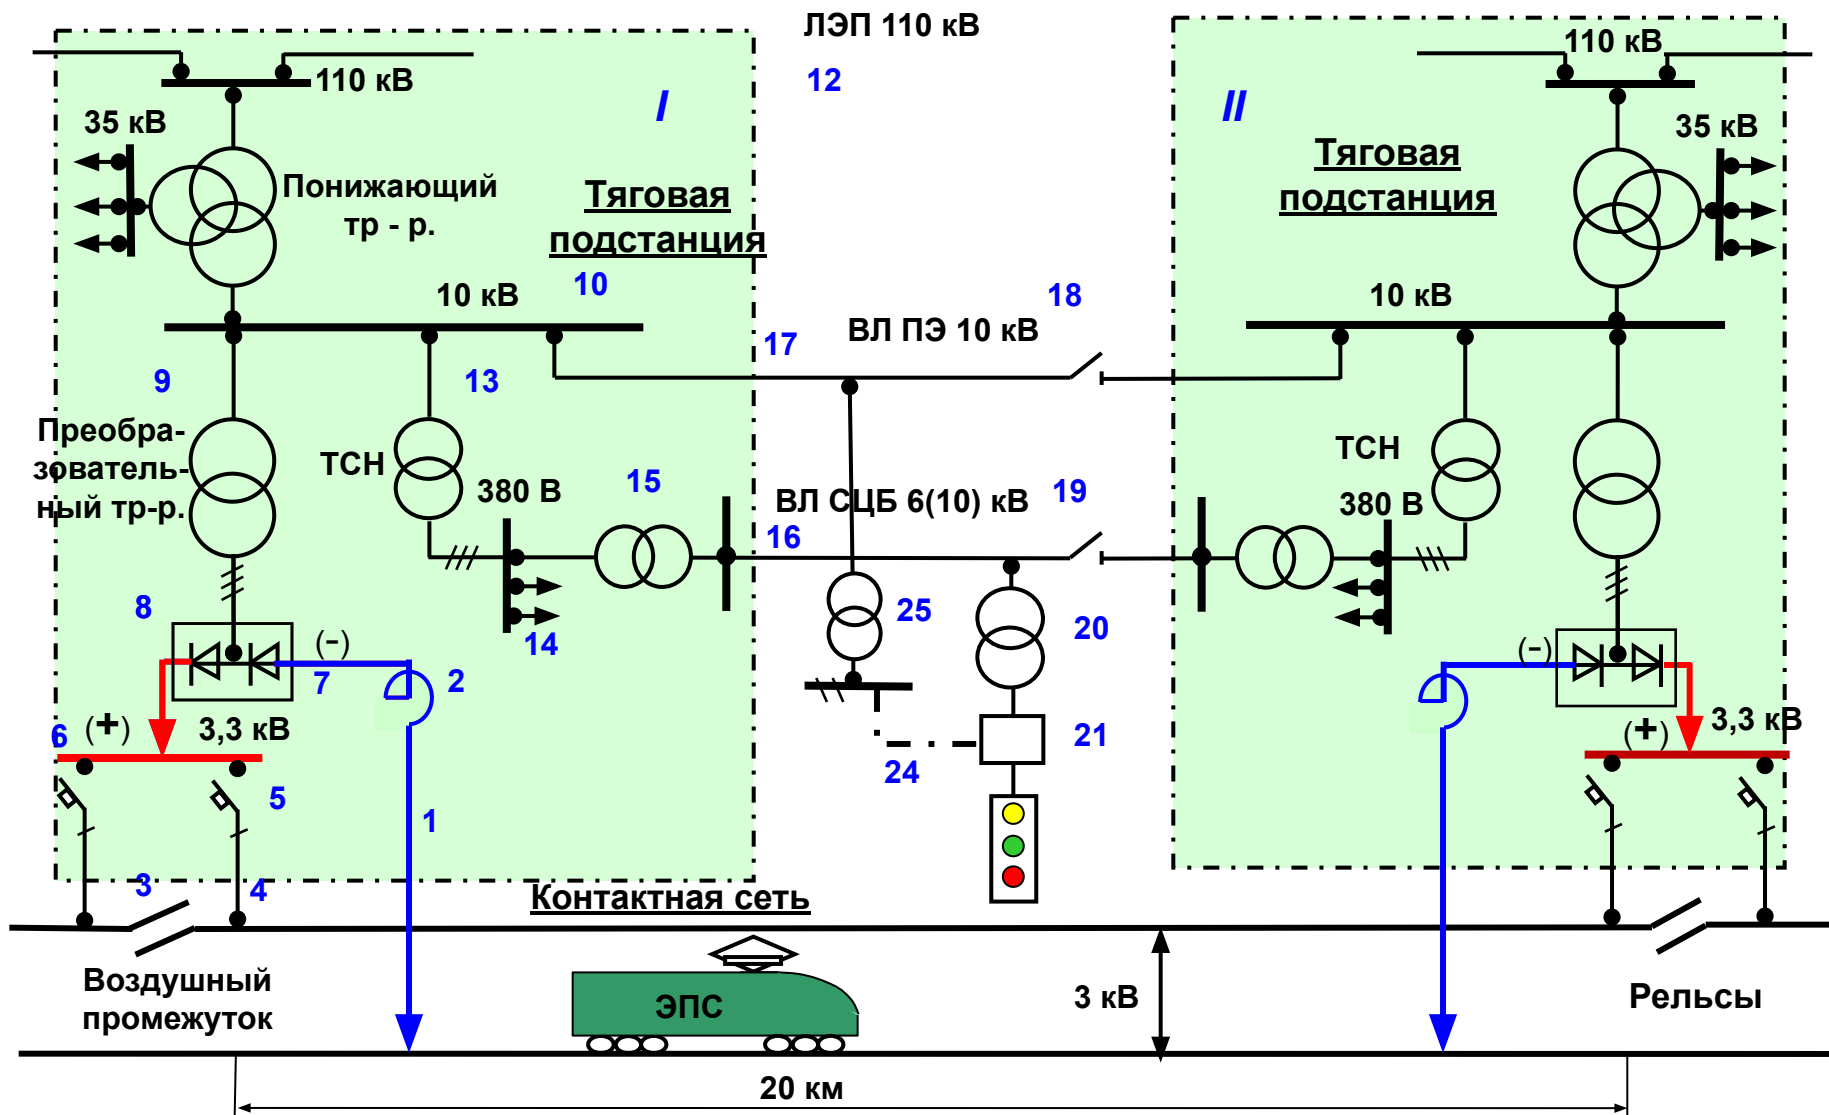 ЛЭП 110 кВ
12
110 кВ
I
35 кВ
Понижающий
тр - р.
Тяговая
подстанция
10
10 кВ
II
110 кВ
35 кВ
Тяговая
подстанция
10 кВ
18
ВЛ ПЭ 10 кВ
17
9
13
Преобра-
зователь-
ный тр-р.
ТСН
380 В
15
ВЛ СЦБ 6(10) кВ
19
16
ТСН
380 В
8
14
25
20
(-)
7
2
(-)
6
(+)
3,3 кВ
21
24
5
1
(+)
3,3 кВ
3
4
Контактная сеть
Воздушный
промежуток
ЭПС
3 кВ
Рельсы
20 км